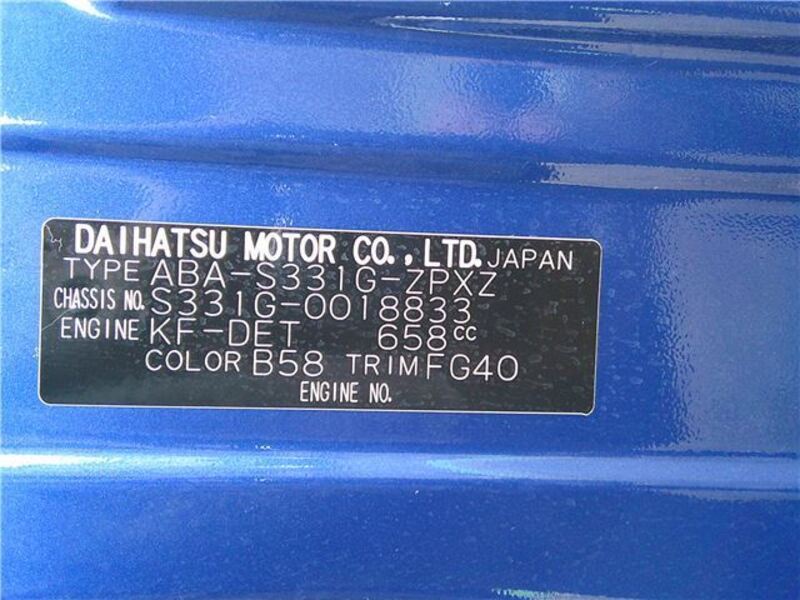 DAIHATSU MOTOR CO.,LTD. JAPAN
TYPE ABA-S331G-ZPXZ
CHASSIS NO. S331G-0018833
ENGINE KF-DET 658cc
COLOR B58 TRIM FG40
ENGINE NO.